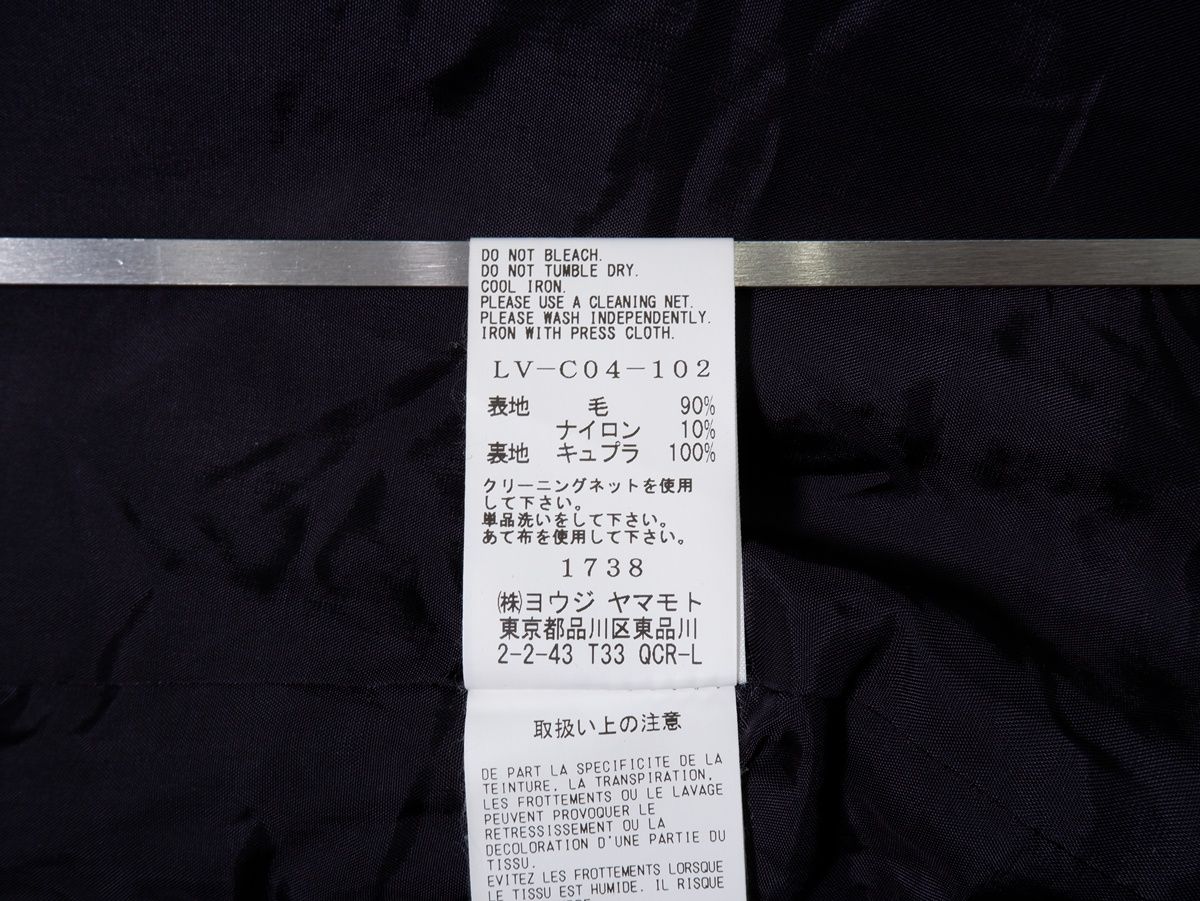 DO NOT BLEACH.
DO NOT TUMBLE DRY.
COOL IRON.
PLEASE USE A CLEANING NET.
PLEASE WASH INDEPENDENTLY.
IRON WITH PRESS CLOTH.
LV-C04-102
表地 毛 90%
ナイロン 10%
裏地 キュプラ 100%
クリーニングネットを使用
して下さい。
単品洗いをして下さい。
あて布を使用して下さい。
1738
㈱ヨウジ ヤマモト
東京都品川区東品川
2-2-43 T33 QCR-L
取扱い上の注意
DE PART LA SPECIFICITE DE LA
TEINTURE, LA TRANSPIRATION,
LES FROTTEMENTS OU LE LAVAGE
PEUVENT PROVOQUER LE
RETRESSISSEMENT OU LA
DECOLORATION D'UNE PARTIE DU
TISSU.
EVITEZ LES FROTTEMENTS LORSQUE
LE TISSU EST HUMIDE. IL RISQUE